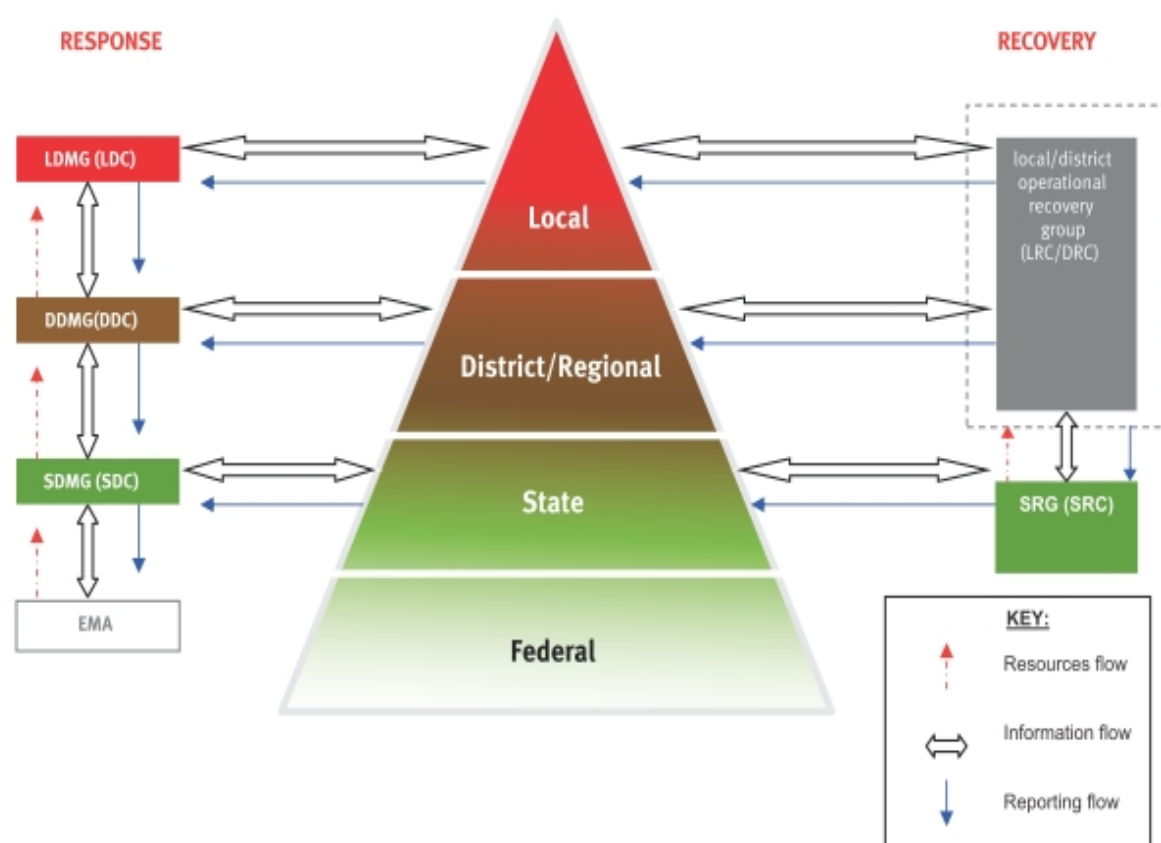 RESPONSE
RECOVERY
LDMG (LDC)
local/district
operational
recovery
group
(LRC/DRC)
Local
DDMG(DDC)
District/Regional
SDMG (SDC)
State
SRG (SRC)
EMA
Federal
KEY:
Resources flow
Information flow
Reporting flow